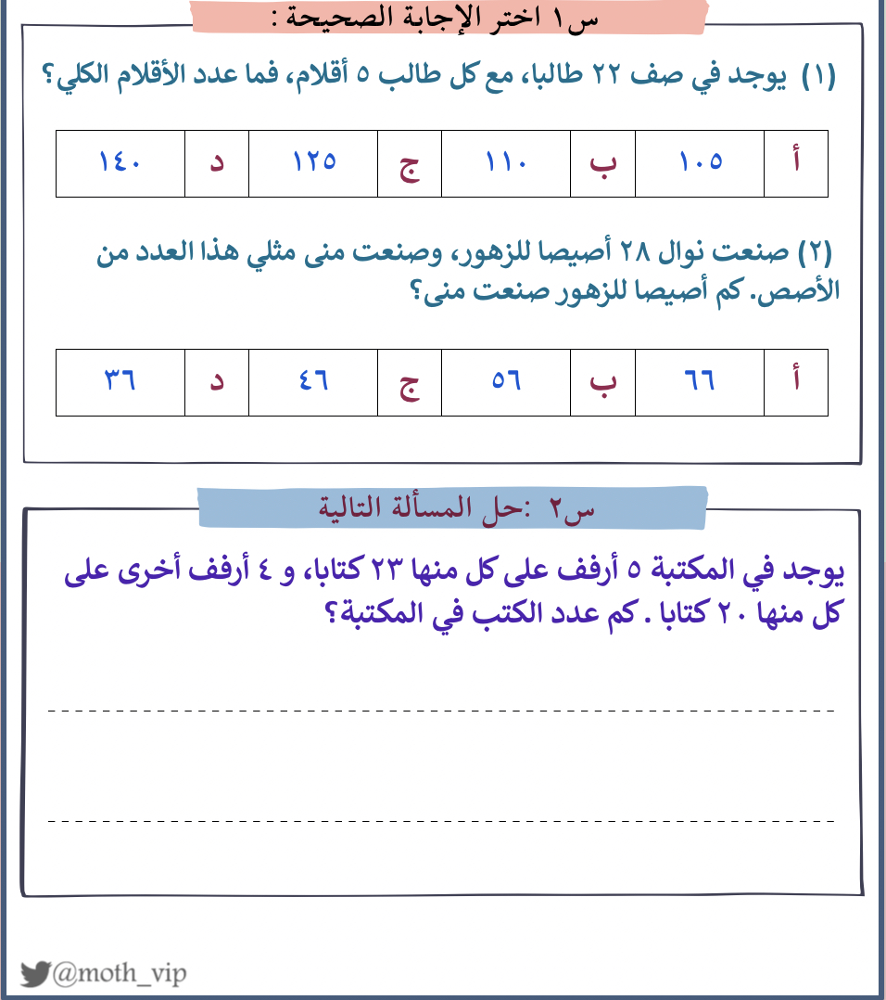 س١ اختر الإجابة الصحيحة :
(١) يوجد في صف ٢٢ طالبا، مع كل طالب ٥ أقلام، فما عدد الأقلام الكلي؟
أ ١٠٥ ب ١١٠ ج ١٢٥ د ١٤٠
(٢) صنعت نوال ٢٨ أصيصا للزهور، وصنعت منى مثلي هذا العدد من
الأصص. كم أصيصا للزهور صنعت منى؟
أ ٦٦ ب ٥٦ ج ٤٦ د ٣٦
س٢ :حل المسألة التالية
يوجد في المكتبة ٥ أرفف على كل منها ٢٣ كتابا، و ٤ أرفف أخرى على
كل منها ٢٠ كتابا . كم عدد الكتب في المكتبة؟
@moth_vip